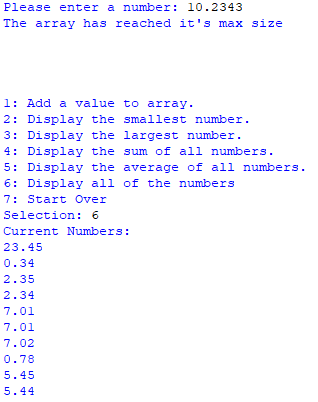 Please enter a number: 10.2343
The array has reached it's max size
1: Add a value to array.
2: Display the smallest number.
3: Display the largest number.
4: Display the sum of all numbers.
5: Display the average of all numbers.
6: Display all of the numbers
7: Start Over
Selection: 6
Current Numbers:
23.45
0.34
2.35
2.34
7.01
7.01
7.02
0.78
5.45
5.44